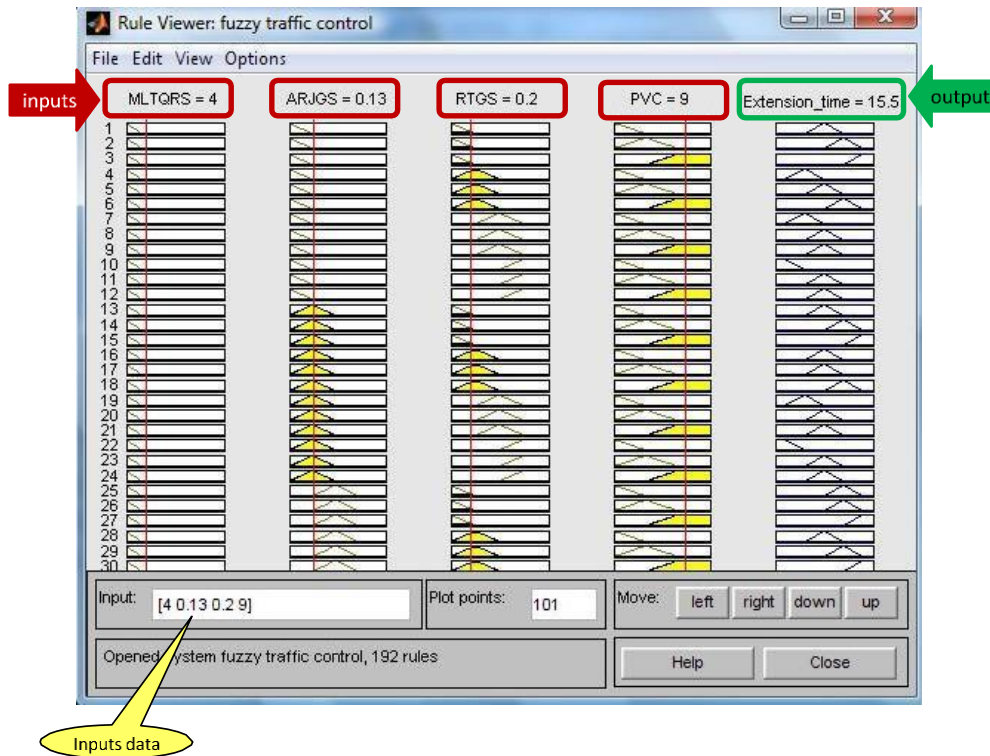 Rule Viewer: fuzzy traffic control
File Edit View Options
inputs
MLTQRS = 4
ARJGS = 0.13
RTGS = 0.2
PVC = 9
Extension_time = 15.5
output
1
2
3
4
5
6
7
8
9
10
11
12
13
14
15
16
17
18
19
20
21
22
23
24
25
26
27
28
29
30
Input: [4 0.13 0.2 9]
Plot points: 101
Move: left right down up
Opened system fuzzy traffic control, 192 rules
Help
Close
Inputs data